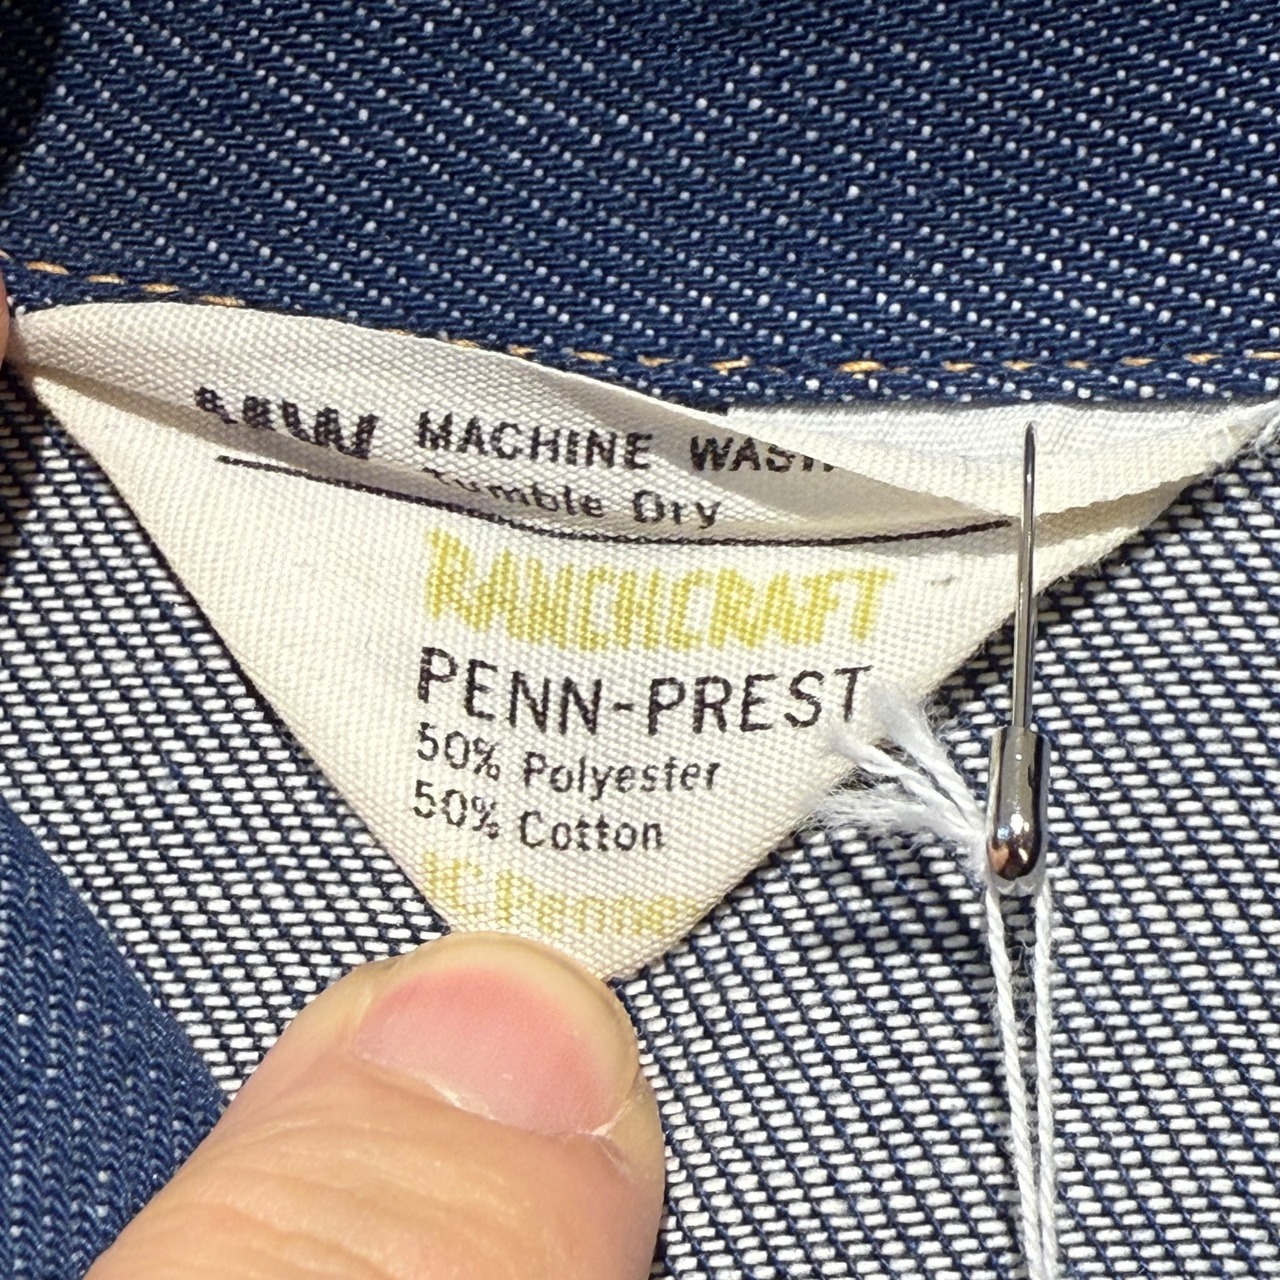 MACHINE WASH
Tumble Dry
RANCHCRAFT
PENN-PREST
50% Polyester
50% Cotton